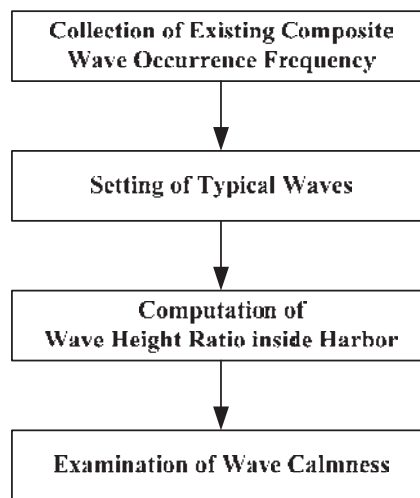 Collection of Existing Composite
Wave Occurrence Frequency
Setting of Typical Waves
Computation of
Wave Height Ratio inside Harbor
Examination of Wave Calmness